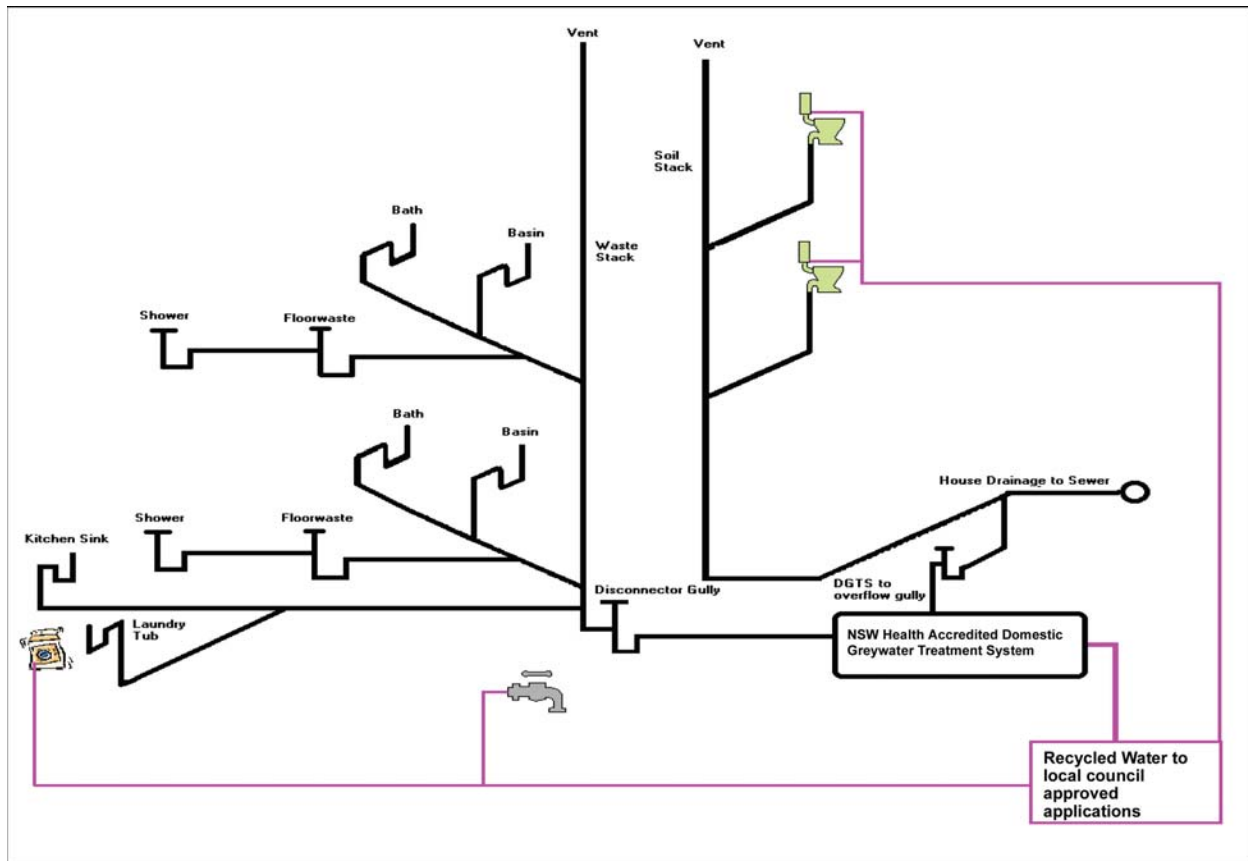 Vent
Vent
Soil
Stack
Bath
Basin
Waste
Stack
Shower
Floorwaste
Bath
Basin
House Drainage to Sewer
Shower
Floorwaste
Kitchen Sink
Disconnector Gully
DGTS to
overflow gully
Laundry
Tub
NSW Health Accredited Domestic
Greywater Treatment System
Recycled Water to
local council
approved
applications